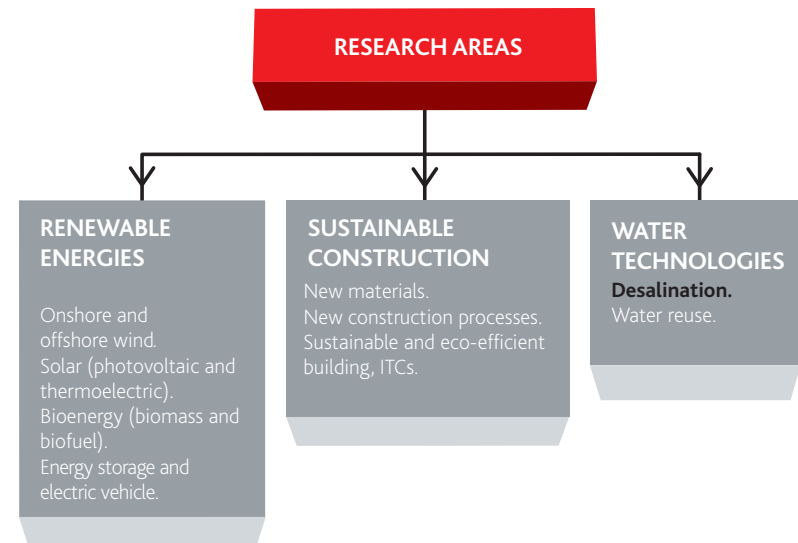 RESEARCH AREAS
RENEWABLE
ENERGIES
Onshore and
offshore wind.
Solar (photovoltaic and
thermoelectric).
Bioenergy (biomass and
biofuel).
Energy storage and
electric vehicle.
SUSTAINABLE
CONSTRUCTION
New materials.
New construction processes.
Sustainable and eco-efficient
building, ITCs.
WATER
TECHNOLOGIES
Desalination.
Water reuse.